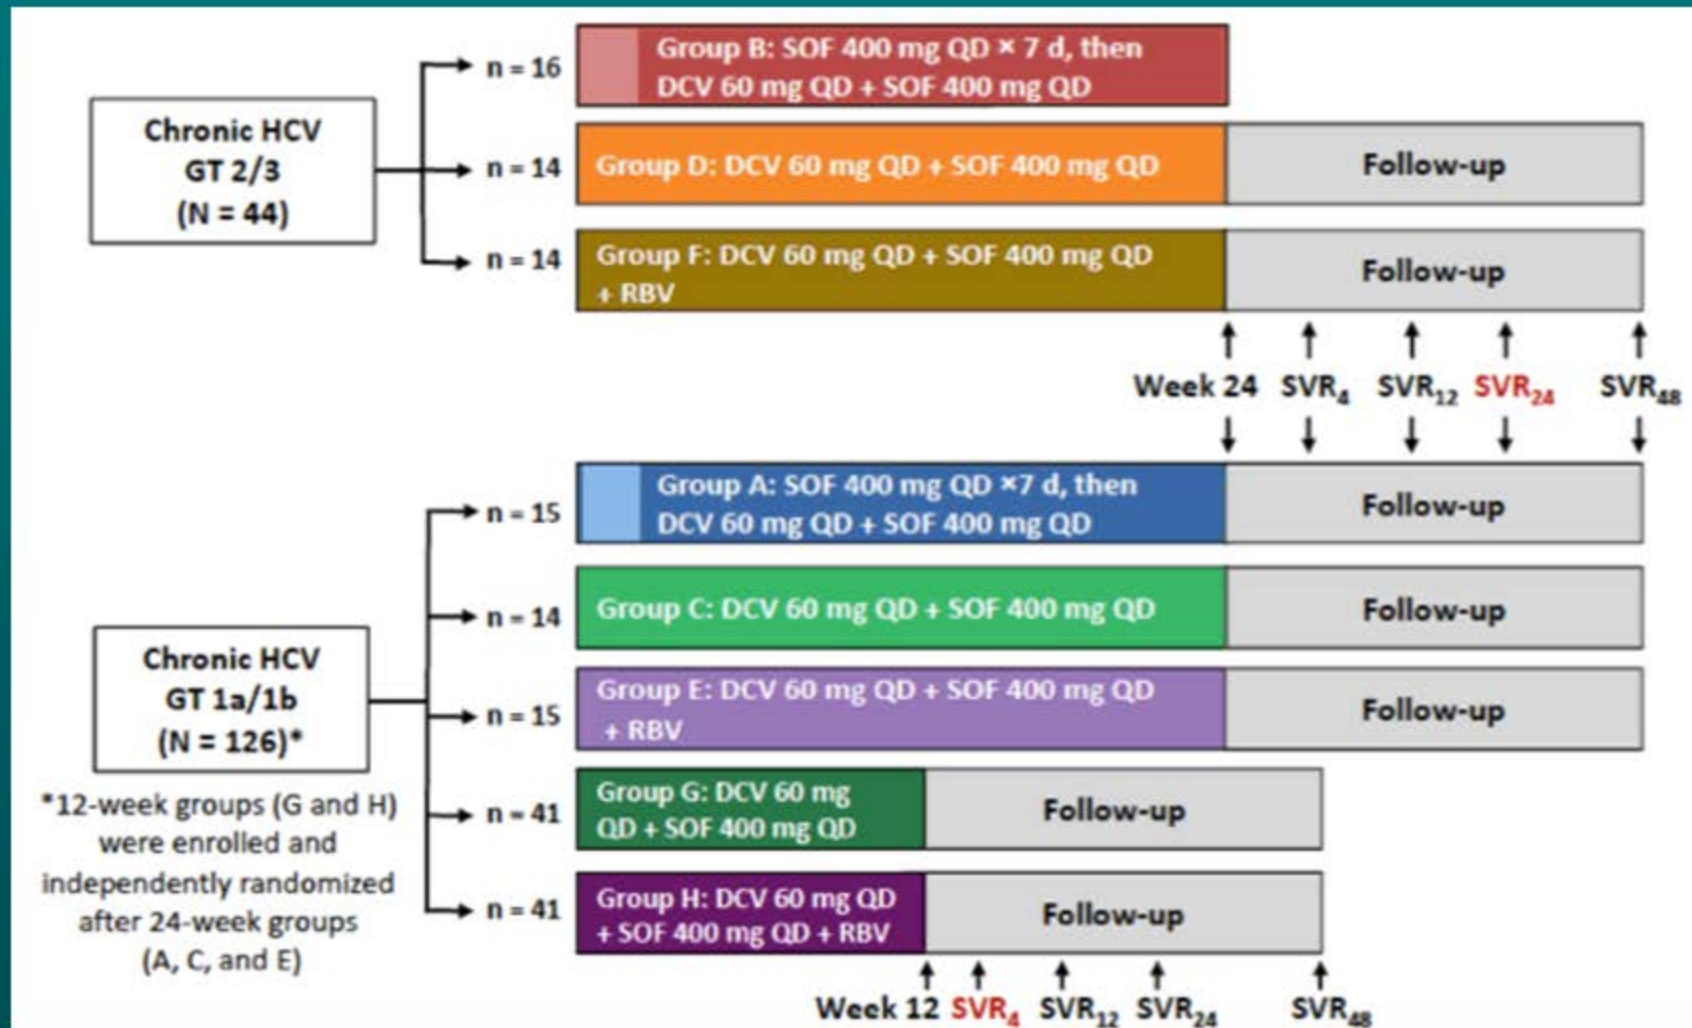 Chronic HCV
GT 2/3
(N = 44)
n = 16
Group B: SOF 400 mg QD × 7 d, then
DCV 60 mg QD + SOF 400 mg QD
n = 14
Group D: DCV 60 mg QD + SOF 400 mg QD
Follow-up
n = 14
Group F: DCV 60 mg QD + SOF 400 mg QD
+ RBV
Follow-up
Week 24 SVR4 SVR12 SVR24 SVR48
Chronic HCV
GT 1a/1b
(N = 126)*
*12-week groups (G and H)
were enrolled and
independently randomized
after 24-week groups
(A, C, and E)
n = 15
Group A: SOF 400 mg QD ×7 d, then
DCV 60 mg QD + SOF 400 mg QD
Follow-up
n = 14
Group C: DCV 60 mg QD + SOF 400 mg QD
Follow-up
n = 15
Group E: DCV 60 mg QD + SOF 400 mg QD
+ RBV
Follow-up
n = 41
Group G: DCV 60 mg
QD + SOF 400 mg QD
Follow-up
n = 41
Group H: DCV 60 mg QD
+ SOF 400 mg QD + RBV
Follow-up
Week 12 SVR4 SVR12 SVR24 SVR48